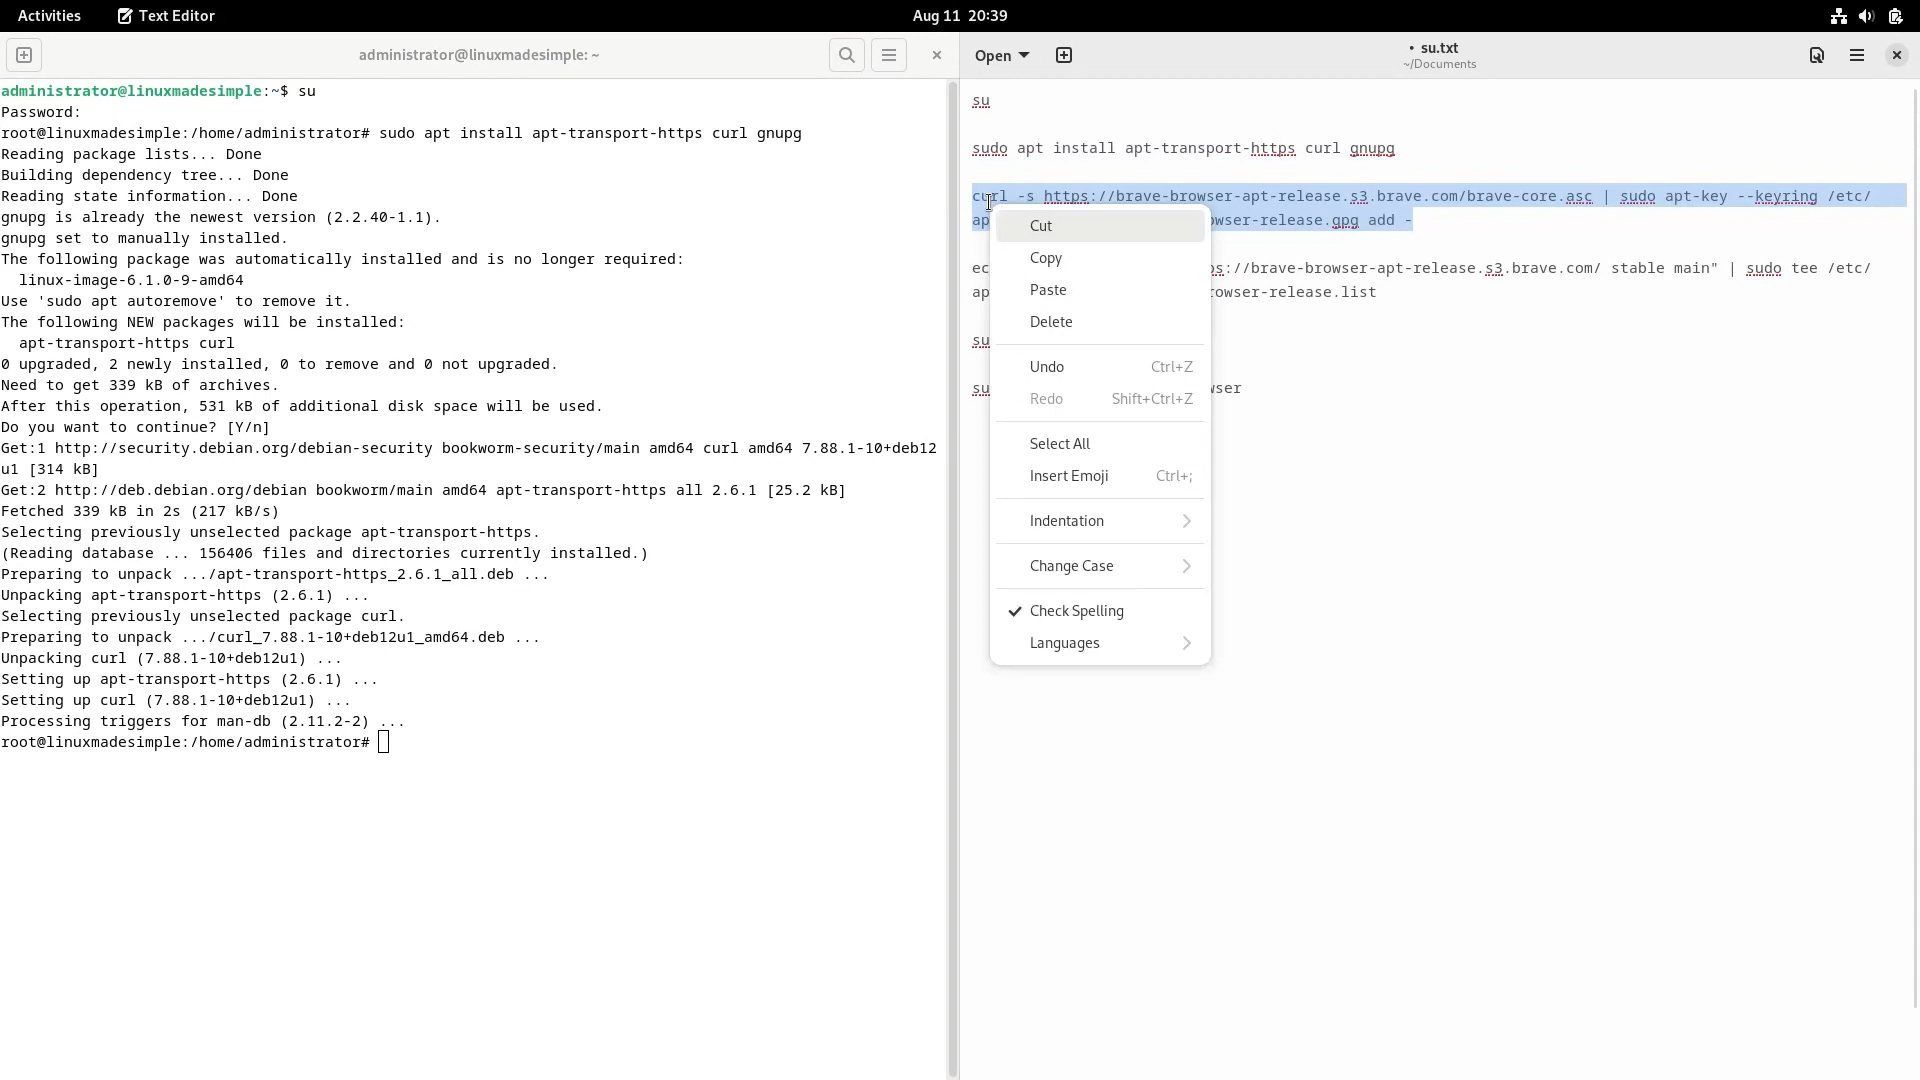 Activities
Text Editor
Aug 11 20:39
administrator@linuxmadesimple: ~
administrator@linuxmadesimple:~$ su
Password:
root@linuxmadesimple:/home/administrator# sudo apt install apt-transport-https curl gnupg
Reading package lists... Done
Building dependency tree... Done
Reading state information... Done
gnupg is already the newest version (2.2.40-1.1).
gnupg set to manually installed.
The following package was automatically installed and is no longer required:
  linux-image-6.1.0-9-amd64
Use 'sudo apt autoremove' to remove it.
The following NEW packages will be installed:
  apt-transport-https curl
0 upgraded, 2 newly installed, 0 to remove and 0 not upgraded.
Need to get 339 kB of archives.
After this operation, 531 kB of additional disk space will be used.
Do you want to continue? [Y/n]
Get:1 http://security.debian.org/debian-security bookworm-security/main amd64 curl amd64 7.88.1-10+deb12
u1 [314 kB]
Get:2 http://deb.debian.org/debian bookworm/main amd64 apt-transport-https all 2.6.1 [25.2 kB]
Fetched 339 kB in 2s (217 kB/s)
Selecting previously unselected package apt-transport-https.
(Reading database ... 156406 files and directories currently installed.)
Preparing to unpack .../apt-transport-https_2.6.1_all.deb ...
Unpacking apt-transport-https (2.6.1) ...
Selecting previously unselected package curl.
Preparing to unpack .../curl_7.88.1-10+deb12u1_amd64.deb ...
Unpacking curl (7.88.1-10+deb12u1) ...
Setting up apt-transport-https (2.6.1) ...
Setting up curl (7.88.1-10+deb12u1) ...
Processing triggers for man-db (2.11.2-2) ...
root@linuxmadesimple:/home/administrator#
Open
• su.txt
~/Documents
su
sudo apt install apt-transport-https curl gnupg
curl -s https://brave-browser-apt-release.s3.brave.com/brave-core.asc | sudo apt-key --keyring /etc/
ap owser-release.gpg add -
ec ps://brave-browser-apt-release.s3.brave.com/ stable main" | sudo tee /etc/
ap rowser-release.list
su
su wser
Cut
Copy
Paste
Delete
Undo Ctrl+Z
Redo Shift+Ctrl+Z
Select All
Insert Emoji Ctrl+;
Indentation
Change Case
Check Spelling
Languages